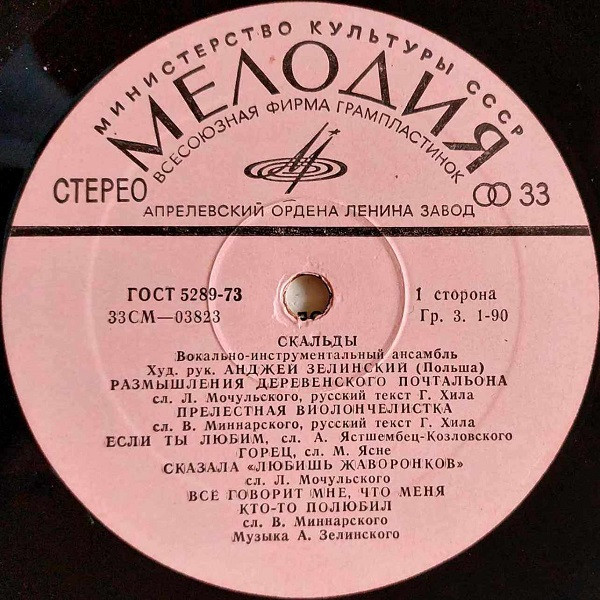 МИНИСТЕРСТВО КУЛЬТУРЫ СССР
МЕЛОДИЯ
ВСЕСОЮЗНАЯ ФИРМА ГРАМПЛАСТИНОК
СТЕРЕО
33
АПРЕЛЕВСКИЙ ОРДЕНА ЛЕНИНА ЗАВОД
ГОСТ 5289-73
1 сторона
33СМ—03823
Гр. 3. 1-90
СКАЛЬДЫ
Вокально-инструментальный ансамбль
Худ. рук. АНДЖЕЙ ЗЕЛИНСКИЙ (Польша)
РАЗМЫШЛЕНИЯ ДЕРЕВЕНСКОГО ПОЧТАЛЬОНА
сл. Л. Мочульского, русский текст Г. Хила
ПРЕЛЕСТНАЯ ВИОЛОНЧЕЛИСТКА
сл. В. Миннарского, русский текст Г. Хила
ЕСЛИ ТЫ ЛЮБИМ, сл. А. Ястшембец-Козловского
ГОРЕЦ, сл. М. Ясне
СКАЗАЛА «ЛЮБИШЬ ЖАВОРОНКОВ»
сл. Л. Мочульского
ВСЕ ГОВОРИТ МНЕ, ЧТО МЕНЯ
КТО-ТО ПОЛЮБИЛ
сл. В. Миннарского
Музыка А. Зелинского